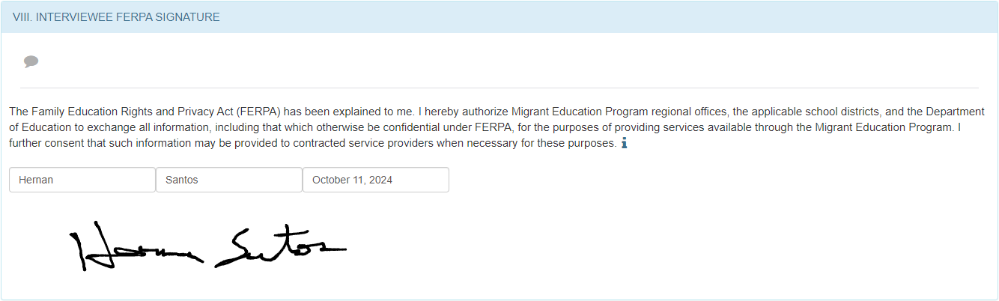 VIII. INTERVIEWEE FERPA SIGNATURE
The Family Education Rights and Privacy Act (FERPA) has been explained to me. I hereby authorize Migrant Education Program regional offices, the applicable school districts, and the Department
of Education to exchange all information, including that which otherwise be confidential under FERPA, for the purposes of providing services available through the Migrant Education Program. I
further consent that such information may be provided to contracted service providers when necessary for these purposes. i
Hernan Santos October 11, 2024
Hernan Santos